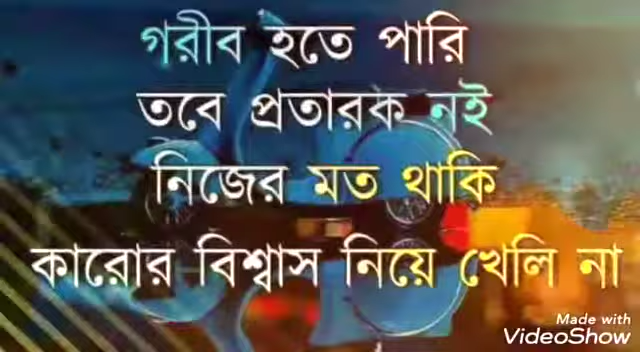 গরীব হতে পারি
তবে প্রতারক নই
নিজের মত থাকি
কারোর বিশ্বাস নিয়ে খেলি না
Made with
VideoShow